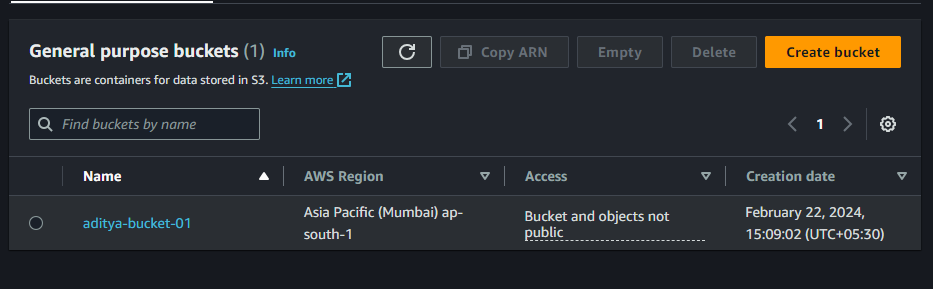 General purpose buckets (1) Info
Copy ARN
Empty
Delete
Create bucket
Buckets are containers for data stored in S3. Learn more
Find buckets by name
1
Name
AWS Region
Access
Creation date
aditya-bucket-01
Asia Pacific (Mumbai) ap-
south-1
Bucket and objects not
public
February 22, 2024,
15:09:02 (UTC+05:30)